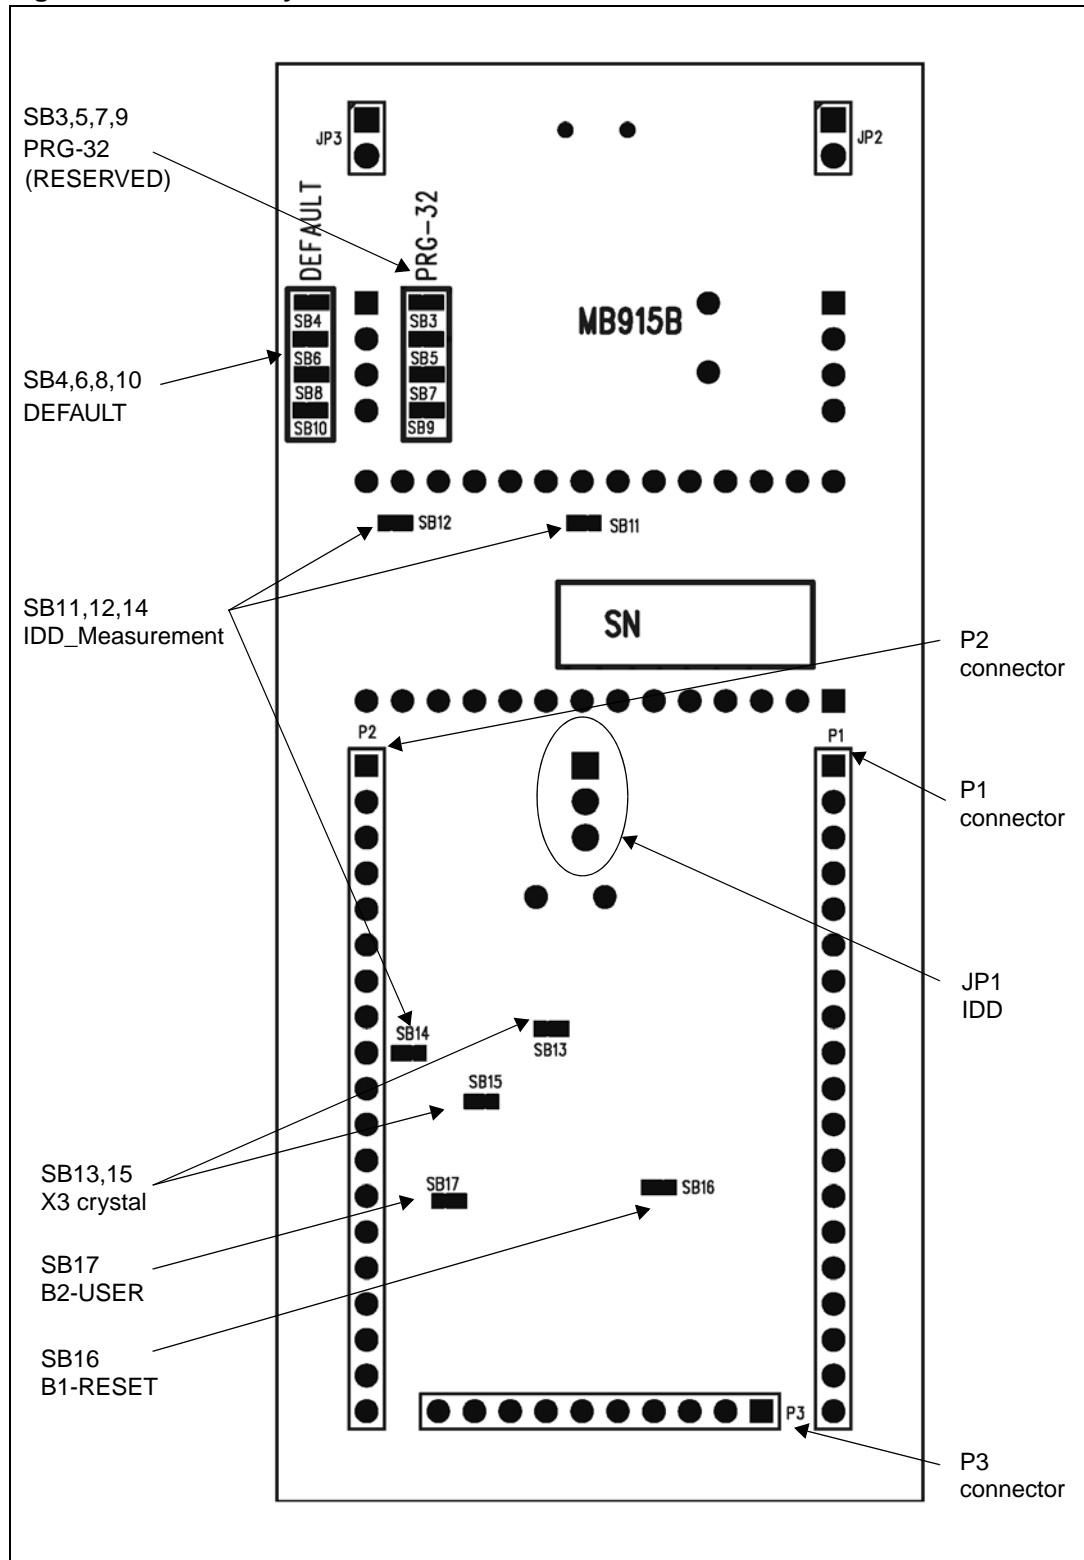 SB3,5,7,9
PRG-32
(RESERVED)
JP3
JP2
DEFAULT
PRG-32
SB4
SB6
SB8
SB10
SB3
SB5
SB7
SB9
MB915B
SB4,6,8,10
DEFAULT
SB12
SB11
SB11,12,14
IDD_Measurement
SN
P2
connector
P2
P1
P1
connector
JP1
IDD
SB14
SB13
SB15
SB13,15
X3 crystal
SB17
SB16
SB17
B2-USER
SB16
B1-RESET
P3
P3
connector